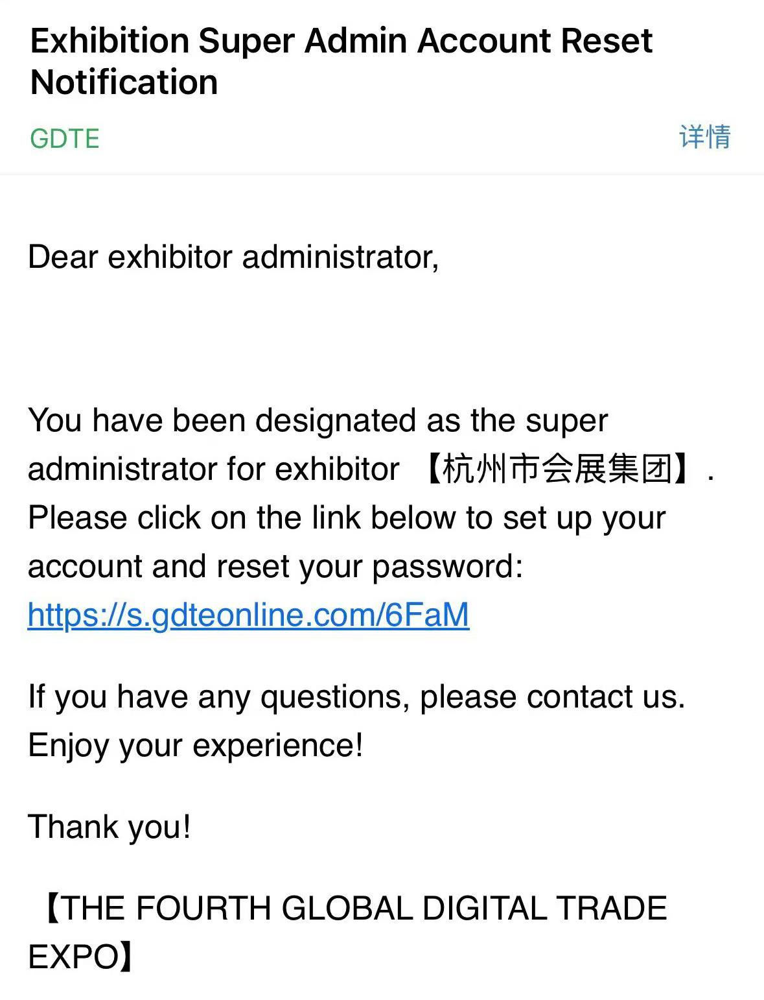 Exhibition Super Admin Account Reset
Notification
GDTE
详情
Dear exhibitor administrator,
You have been designated as the super
administrator for exhibitor 【杭州市会展集团】.
Please click on the link below to set up your
account and reset your password:
https://s.gdteonline.com/6FaM
If you have any questions, please contact us.
Enjoy your experience!
Thank you!
【THE FOURTH GLOBAL DIGITAL TRADE
EXPO】